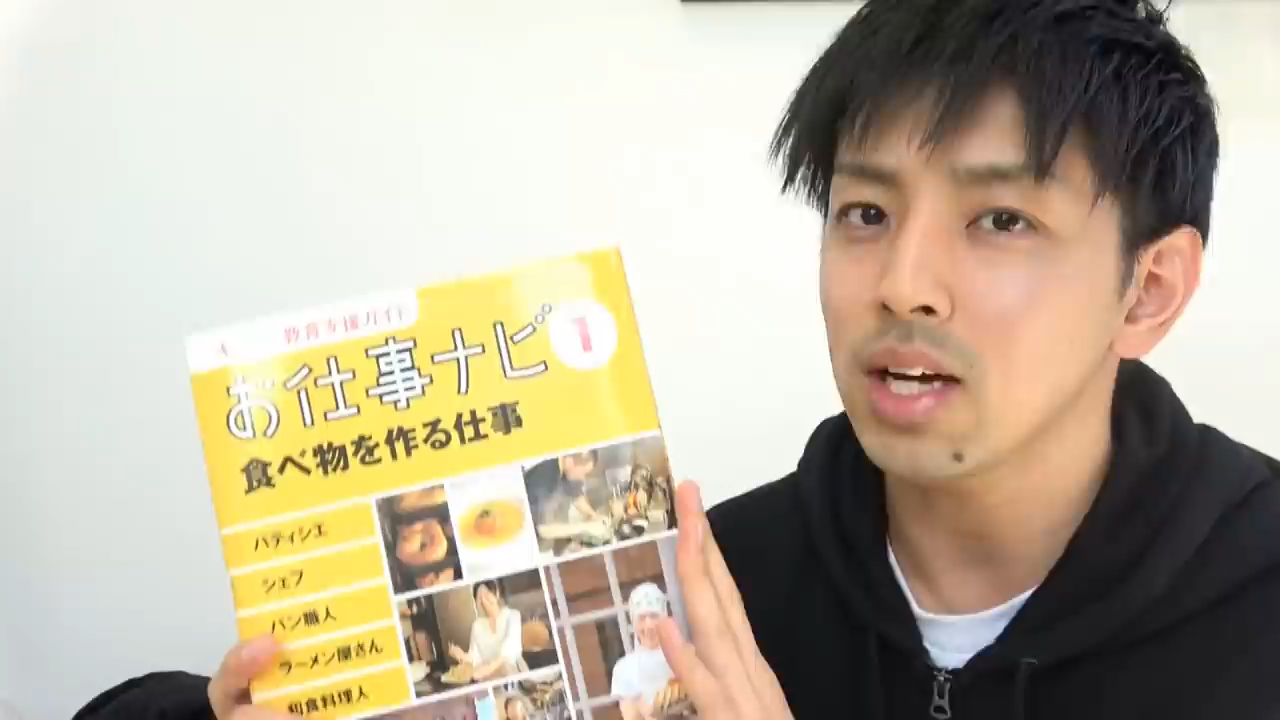 教育支援ガイド
お仕事ナビ 1
食べ物を作る仕事
パティシエ
シェフ
パン職人
ラーメン屋さん
和食料理人